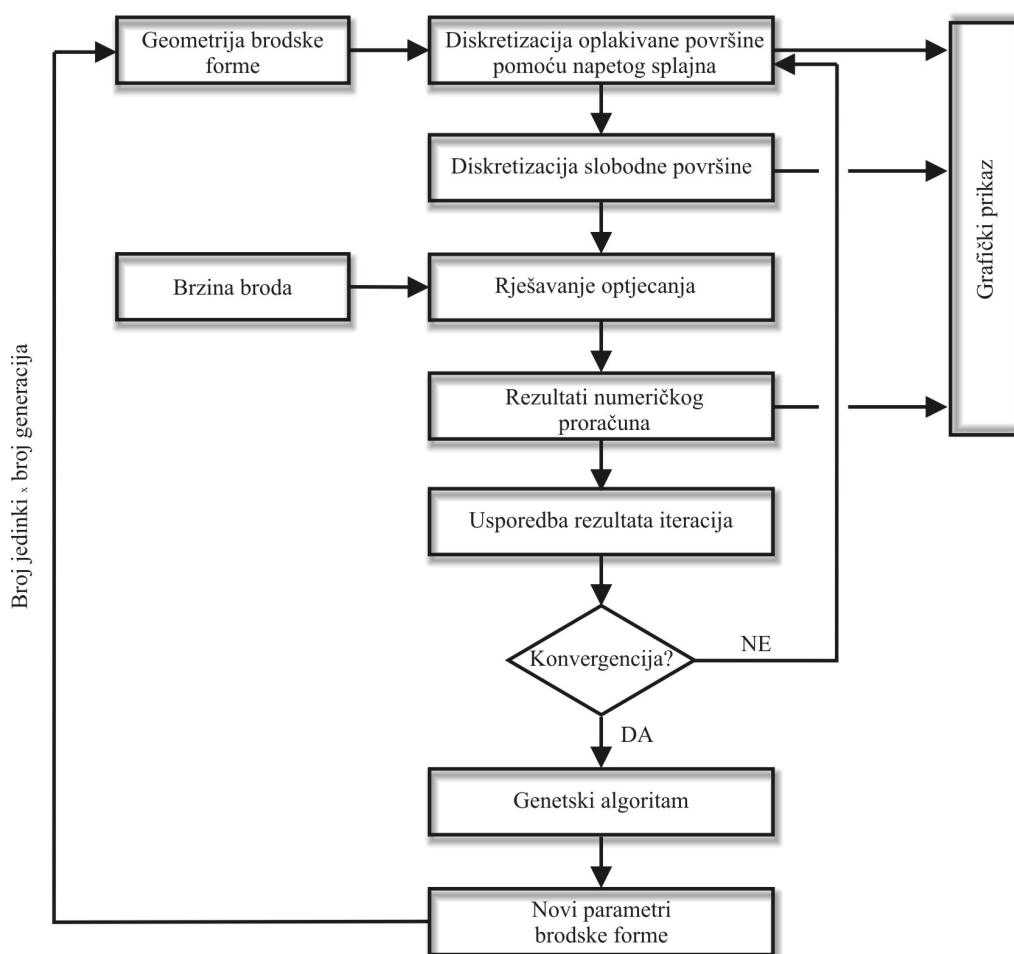 Geometrija brodske
forme
Diskretizacija oplakivane površine
pomoću napetog splajna
Diskretizacija slobodne površine
Brzina broda
Rješavanje optjecanja
Grafički prikaz
Rezultati numeričkog
proračuna
Usporedba rezultata iteracija
Broj jedinki x broj generacija
Konvergencija?
NE
DA
Genetski algoritam
Novi parametri
brodske forme